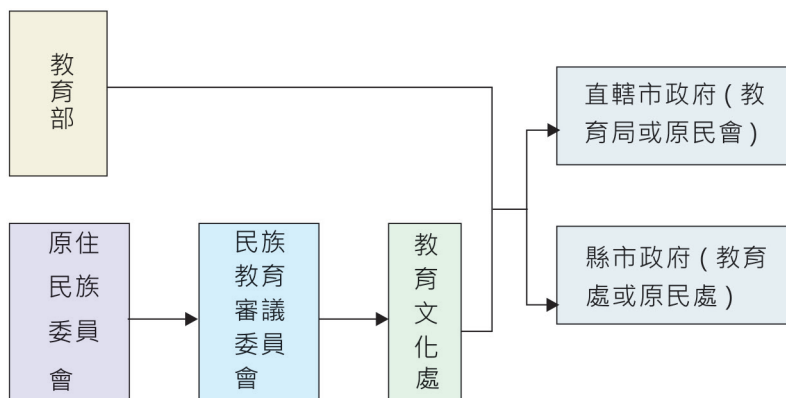 教育部
直轄市政府 ( 教
育局或原民會 )
原住
民族
委員
會
民族
教育
審議
委員
會
教育文化處
縣市政府 ( 教育
處或原民處 )